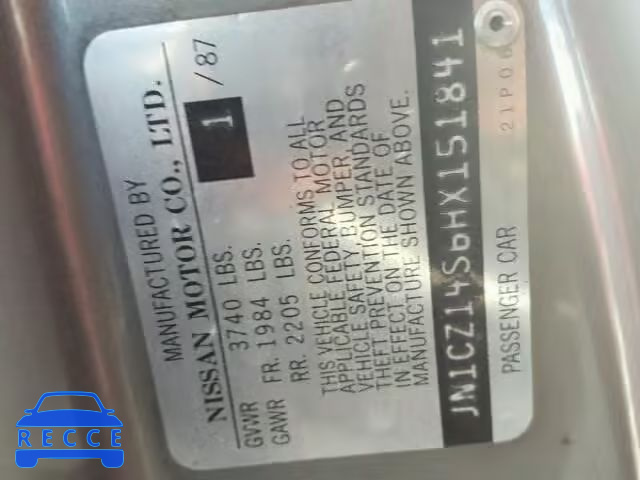 MANUFACTURED BY
NISSAN MOTOR CO., LTD.
1 / 87
GVWR 3740 LBS.
GAWR FR. 1984 LBS.
RR. 2205 LBS.
THIS VEHICLE CONFORMS TO ALL
APPLICABLE FEDERAL MOTOR
VEHICLE SAFETY, BUMPER, AND
THEFT PREVENTION STANDARDS
IN EFFECT ON THE DATE OF
MANUFACTURE SHOWN ABOVE.
JN1CZ14S6HX151841
PASSENGER CAR
21P06
RECCE